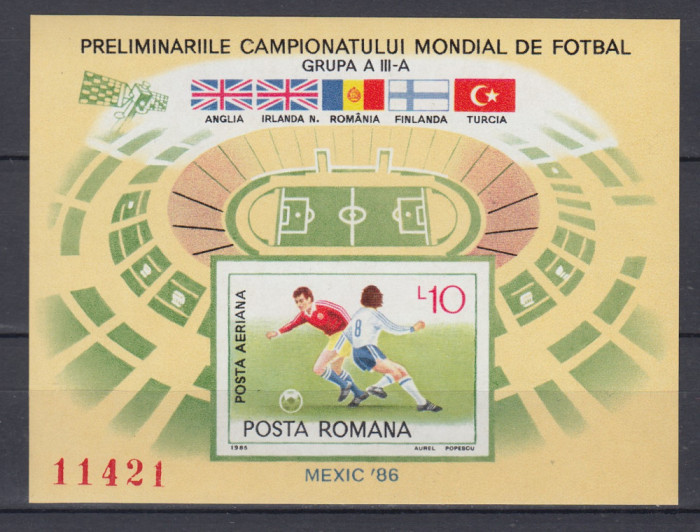 PRELIMINARIILE CAMPIONATULUI MONDIAL DE FOTBAL
GRUPA A III-A
ANGLIA IRLANDA N. ROMÂNIA FINLANDA TURCIA
POSTA AERIANA
L10
8
POSTA ROMANA
1985 AUREL POPESCU
11421
MEXIC '86